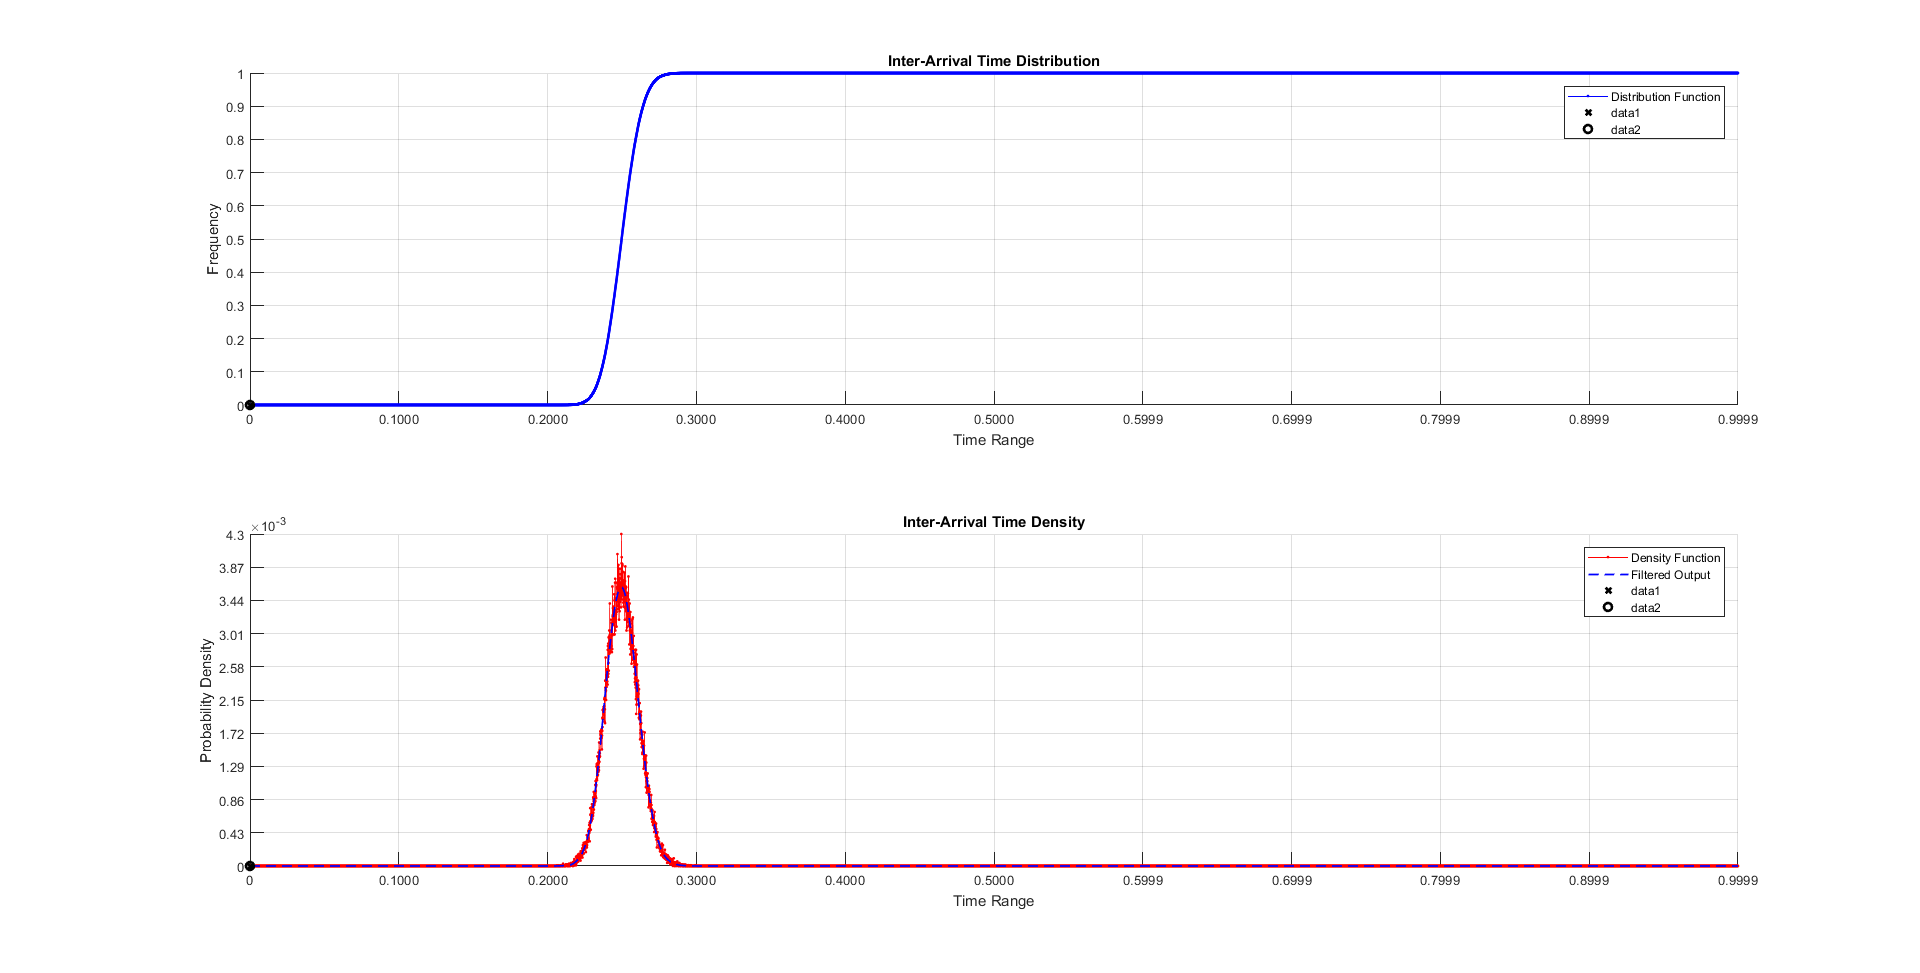 Inter-Arrival Time Distribution
1
0.9
0.8
0.7
0.6
0.5
0.4
0.3
0.2
0.1
0
Frequency
Distribution Function
data1
data2
0 0.1000 0.2000 0.3000 0.4000 0.5000 0.5999 0.6999 0.7999 0.8999 0.9999
Time Range
Inter-Arrival Time Density
×10^-3
4.3
3.87
3.44
3.01
2.58
2.15
1.72
1.29
0.86
0.43
0
Probability Density
Density Function
Filtered Output
data1
data2
0 0.1000 0.2000 0.3000 0.4000 0.5000 0.5999 0.6999 0.7999 0.8999 0.9999
Time Range